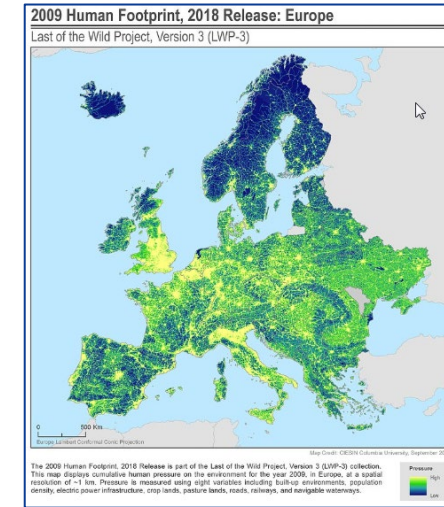 2009 Human Footprint, 2018 Release: Europe
Last of the Wild Project, Version 3 (LWP-3)
0 500 Km
Europe Lambert Conformal Conic Projection
Map Credit: CIESIN Columbia University, September
The 2009 Human Footprint, 2018 Release is part of the Last of the Wild Project, Version 3 (LWP-3) collection.
This map displays cumulative human pressure on the environment for the year 2009, in Europe, at a spatial
resolution of ~1 km. Pressure is measured using eight variables including built-up environments, population
density, electric power infrastructure, crop lands, pasture lands, roads, railways, and navigable waterways.
Pressure
High
Low